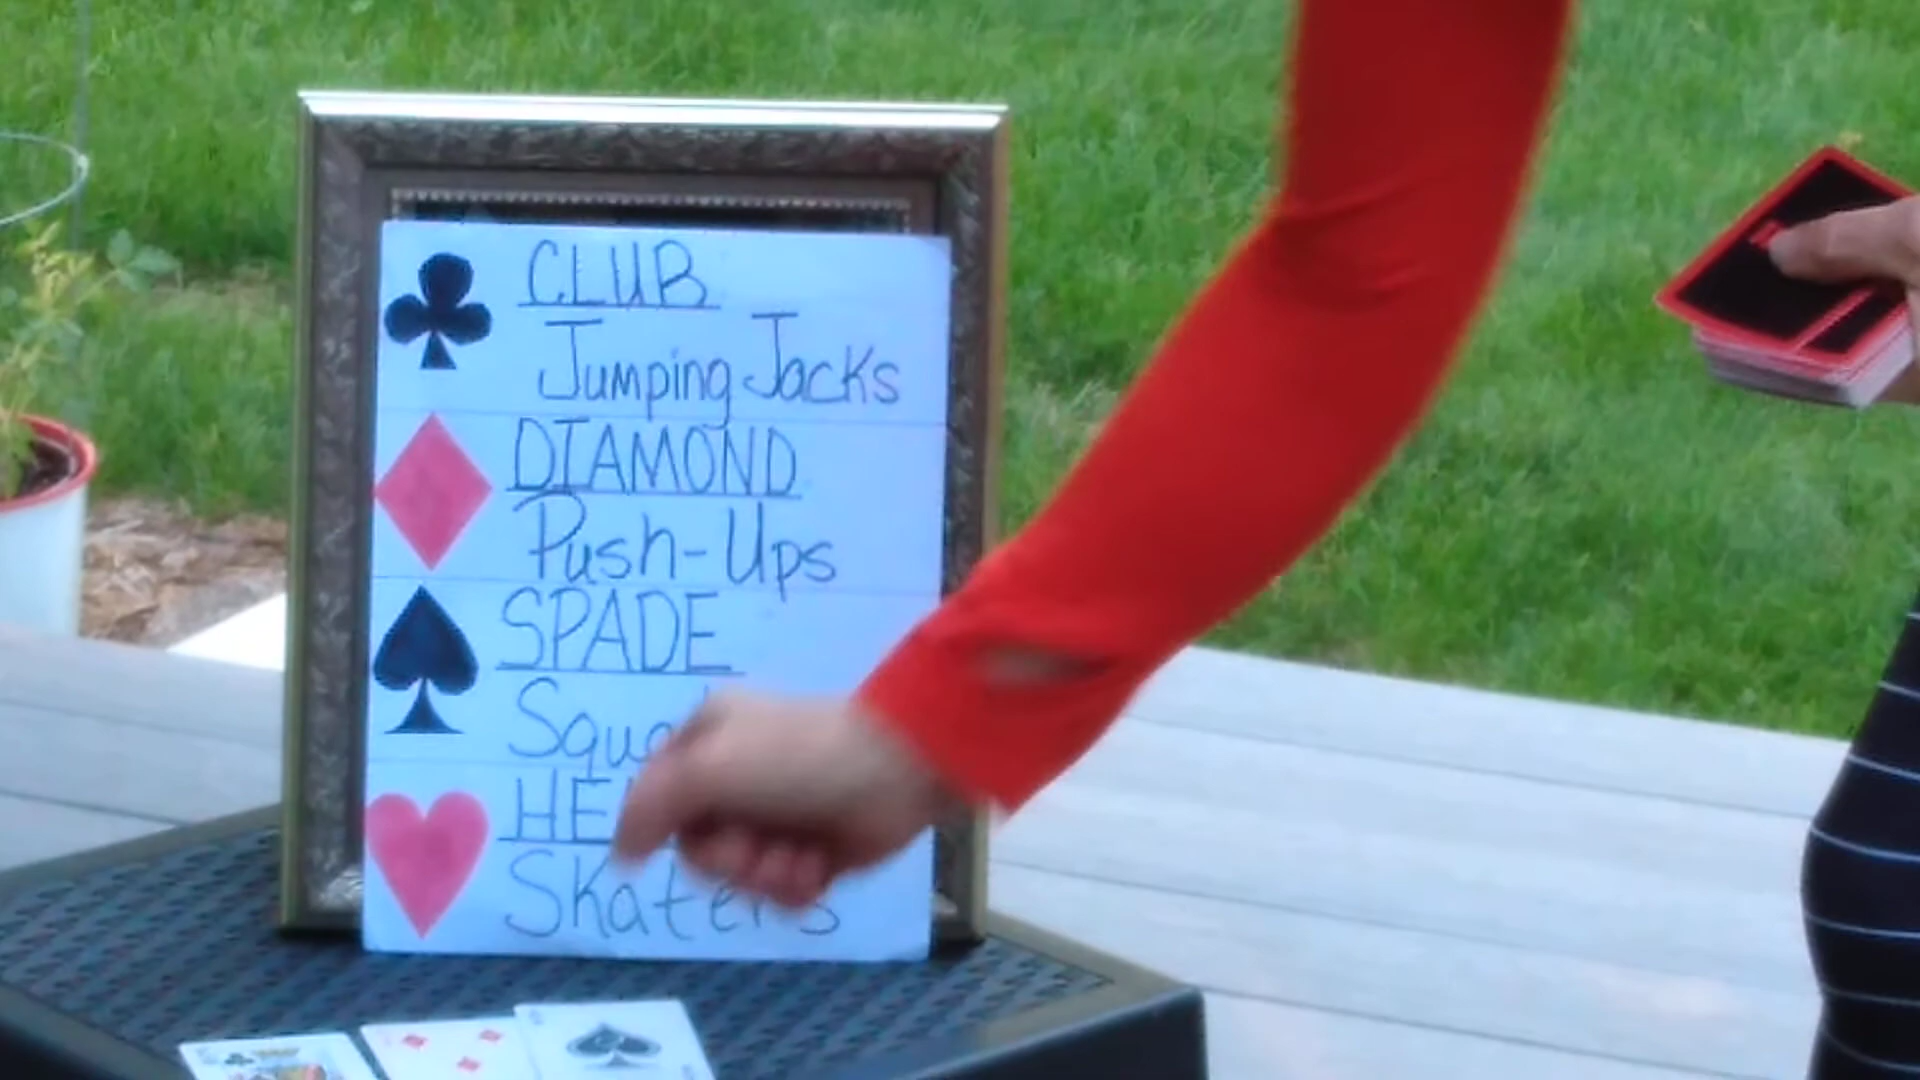 CLUB
Jumping Jacks
DIAMOND
Push-Ups
SPADE
Skaters